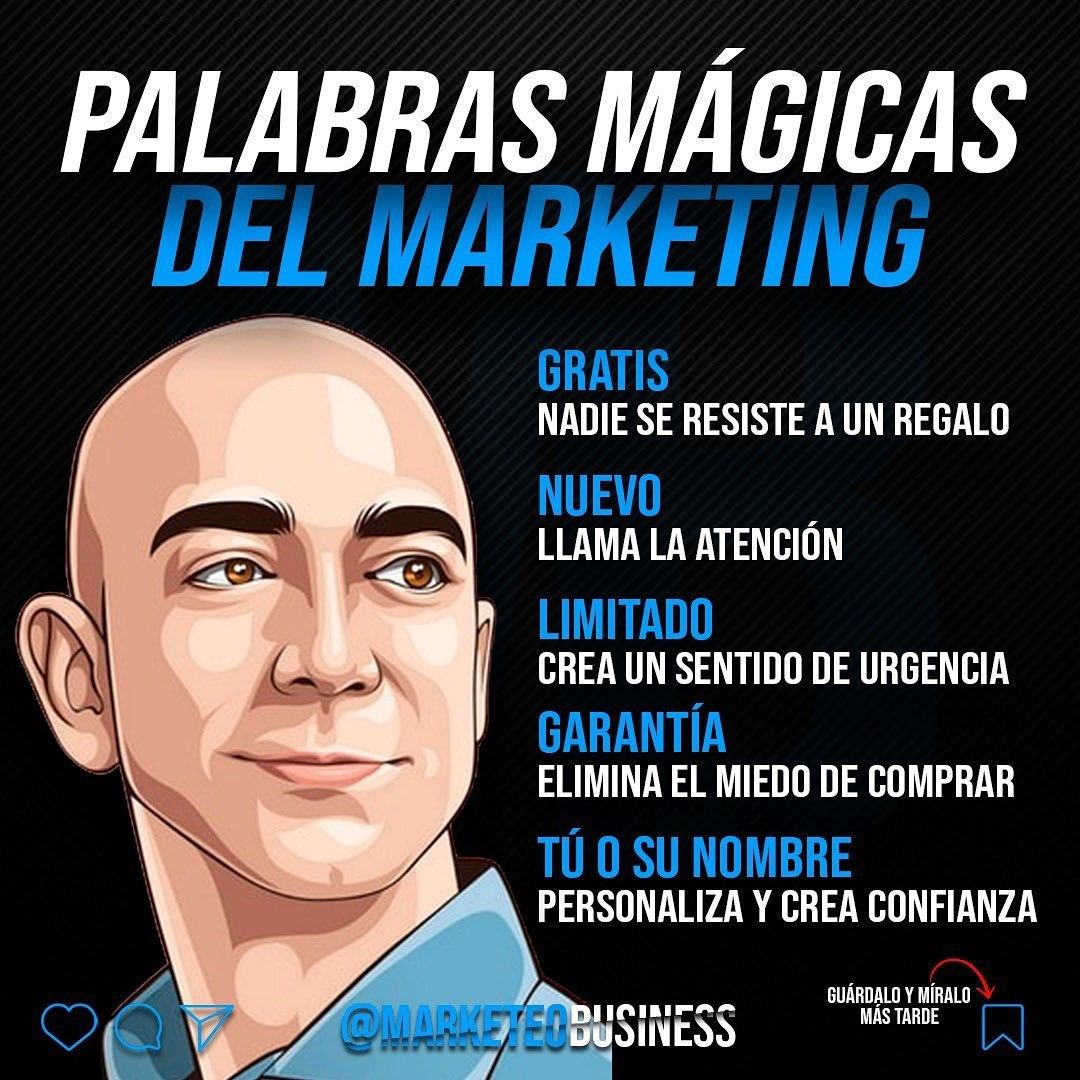 PALABRAS MÁGICAS
DEL MARKETING
GRATIS
NADIE SE RESISTE A UN REGALO
NUEVO
LLAMA LA ATENCIÓN
LIMITADO
CREA UN SENTIDO DE URGENCIA
GARANTÍA
ELIMINA EL MIEDO DE COMPRAR
TÚ O SU NOMBRE
PERSONALIZA Y CREA CONFIANZA
GUÁRDALO Y MÍRALO
MÁS TARDE
@MARKETEOBUSINESS